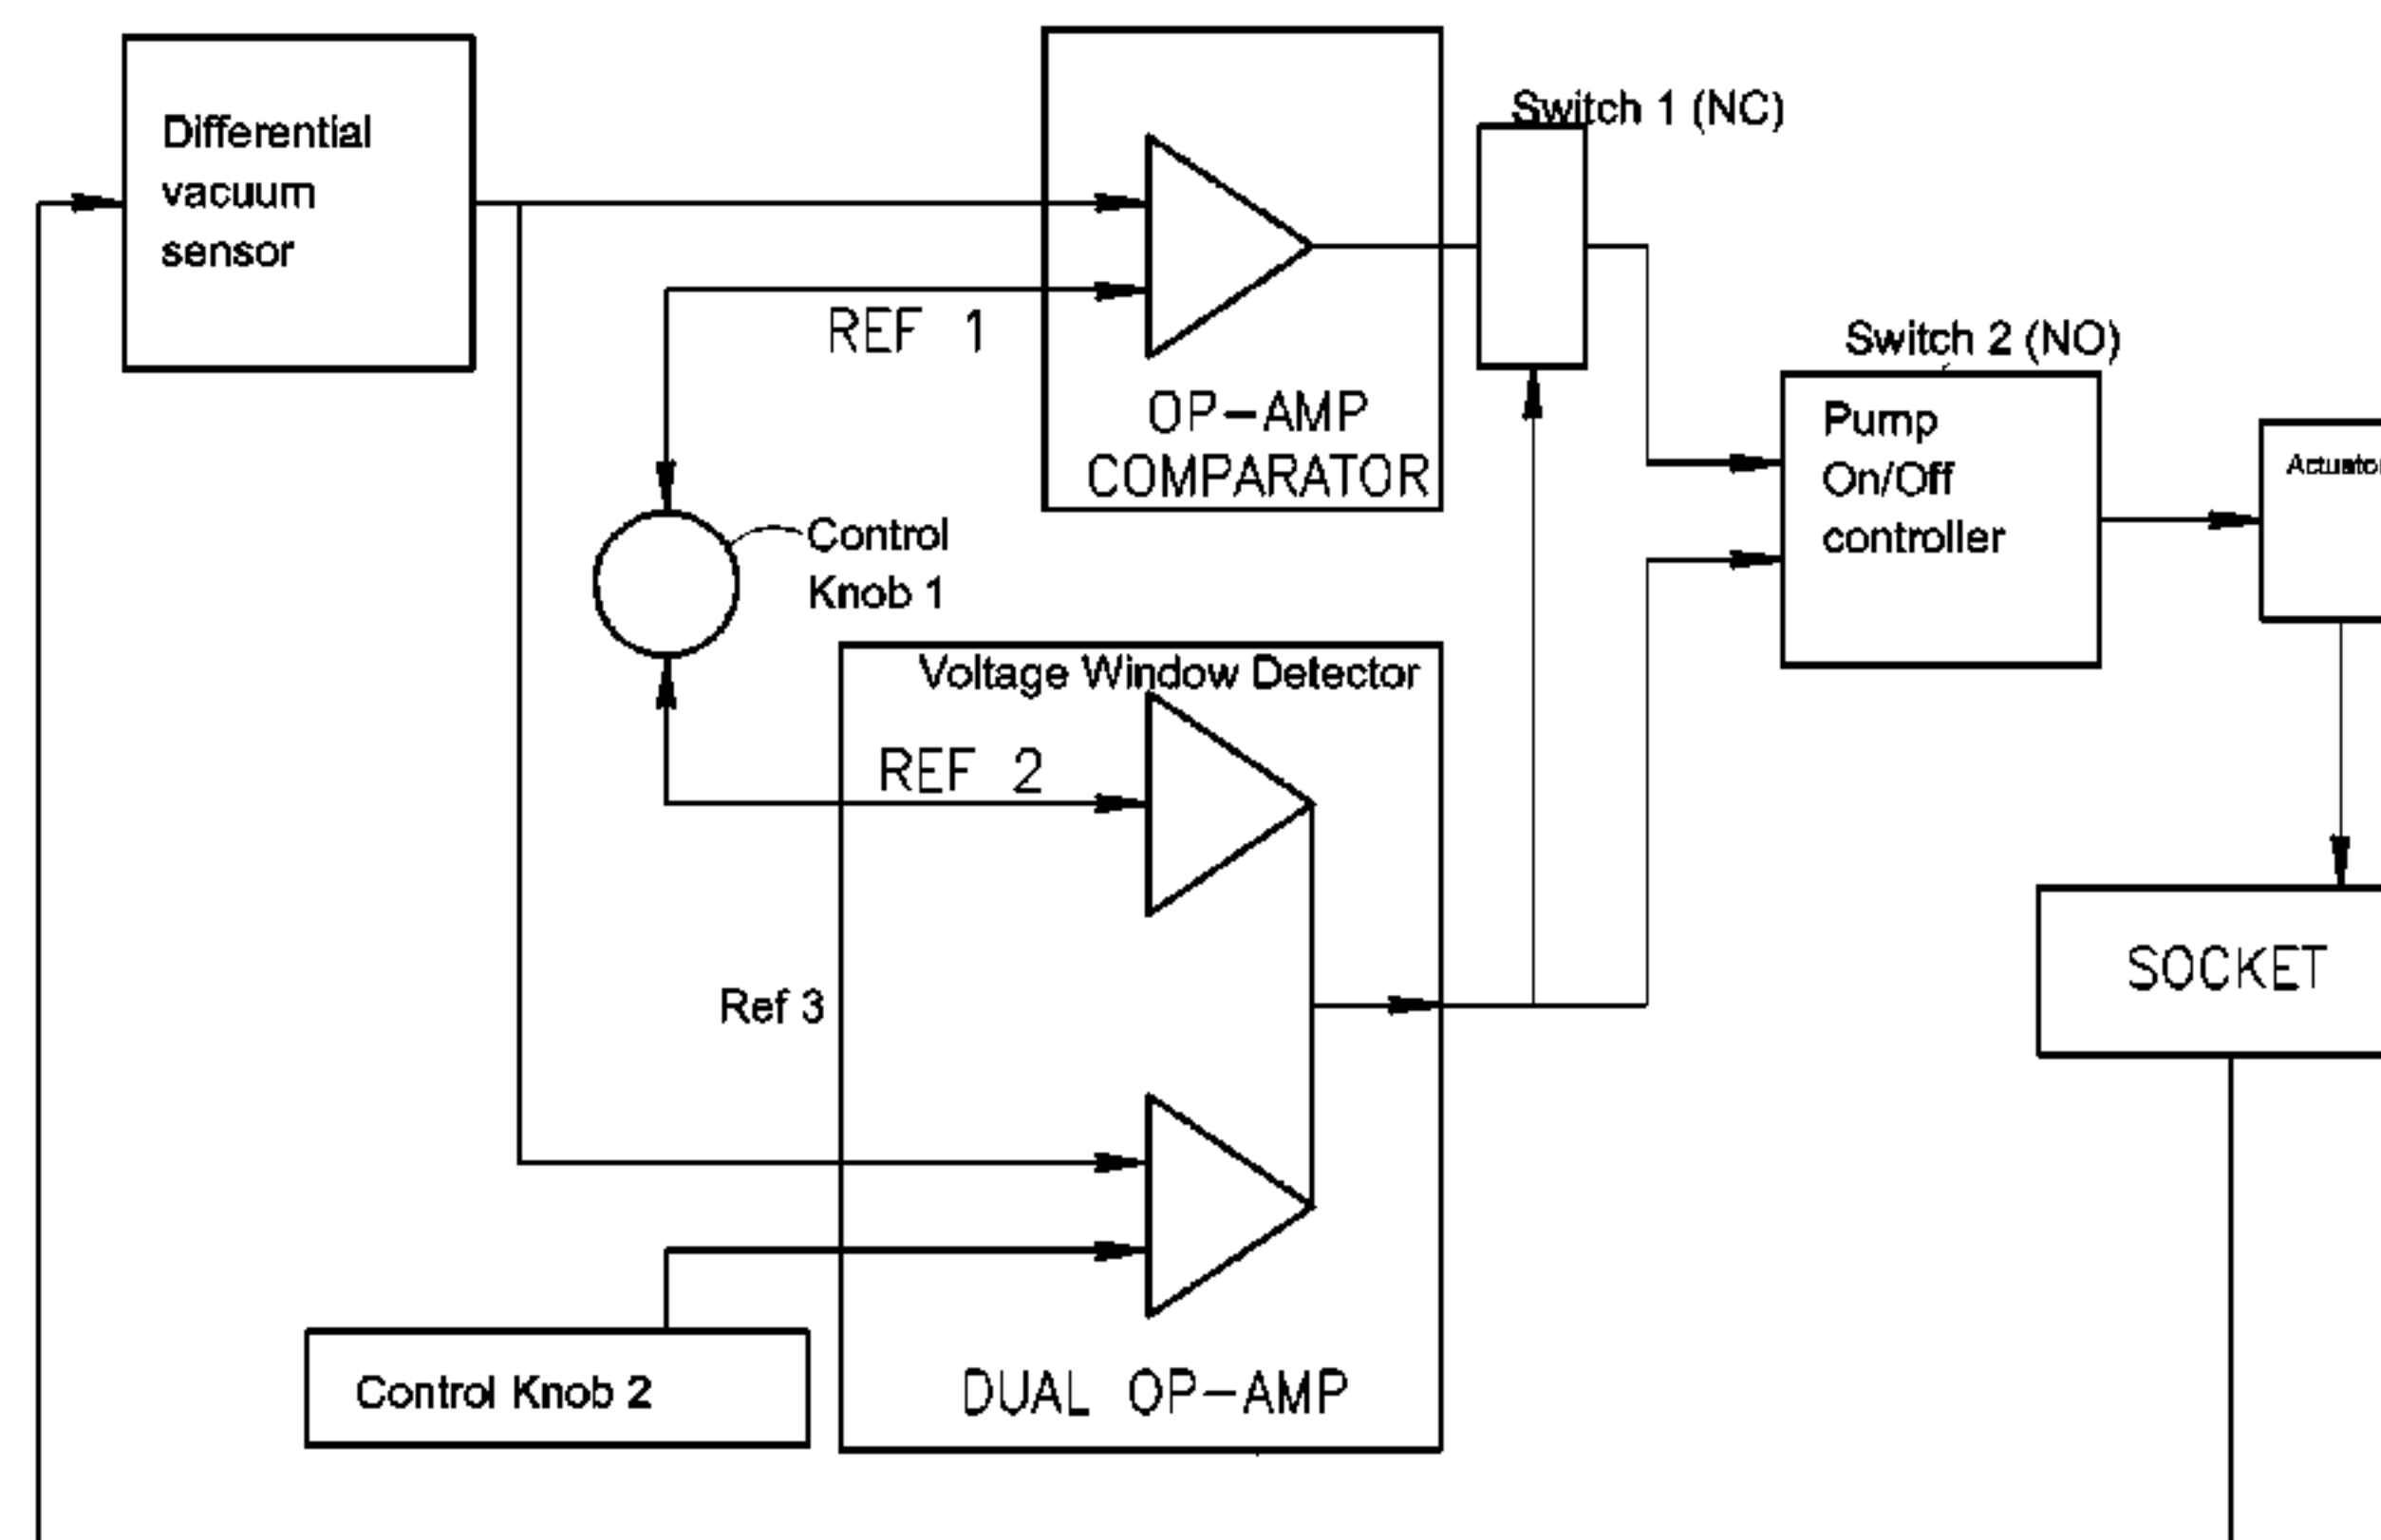 Differential
vacuum
sensor
Switch 1 (NC)
REF 1
OP-AMP
COMPARATOR
Switch 2 (NO)
Pump
On/Off
controller
Actuator
Control
Knob 1
Voltage Window Detector
REF 2
Ref 3
SOCKET
Control Knob 2
DUAL OP-AMP